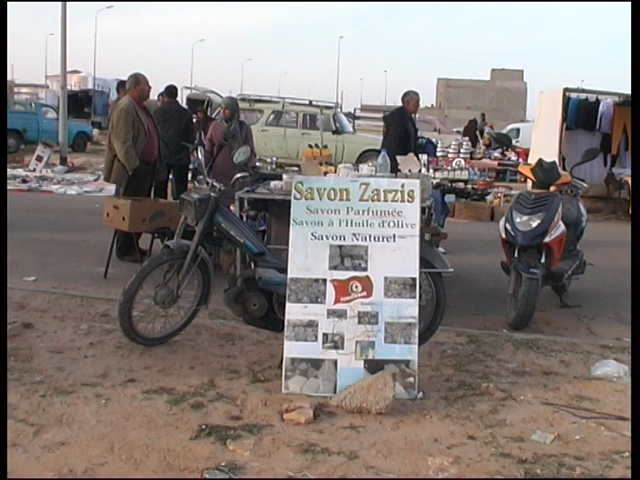 Savon Zarzis
Savon Parfumée
Savon à l'Huile d'Olive
Savon Naturel